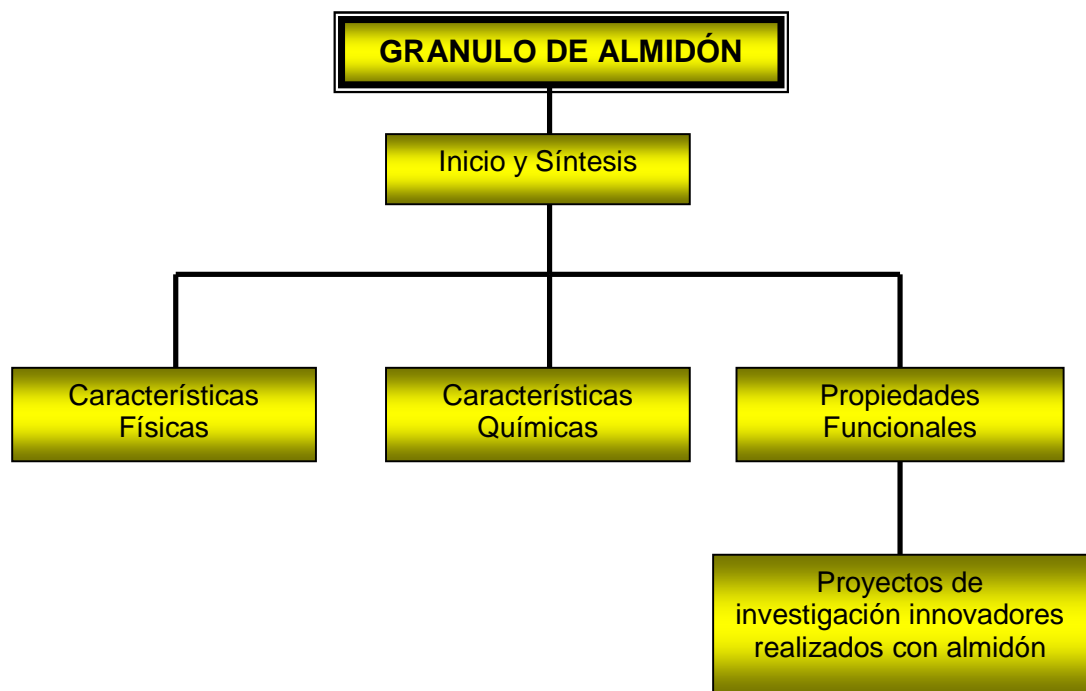 GRANULO DE ALMIDÓN
Inicio y Síntesis
Características
Físicas
Características
Químicas
Propiedades
Funcionales
Proyectos de
investigación innovadores
realizados con almidón